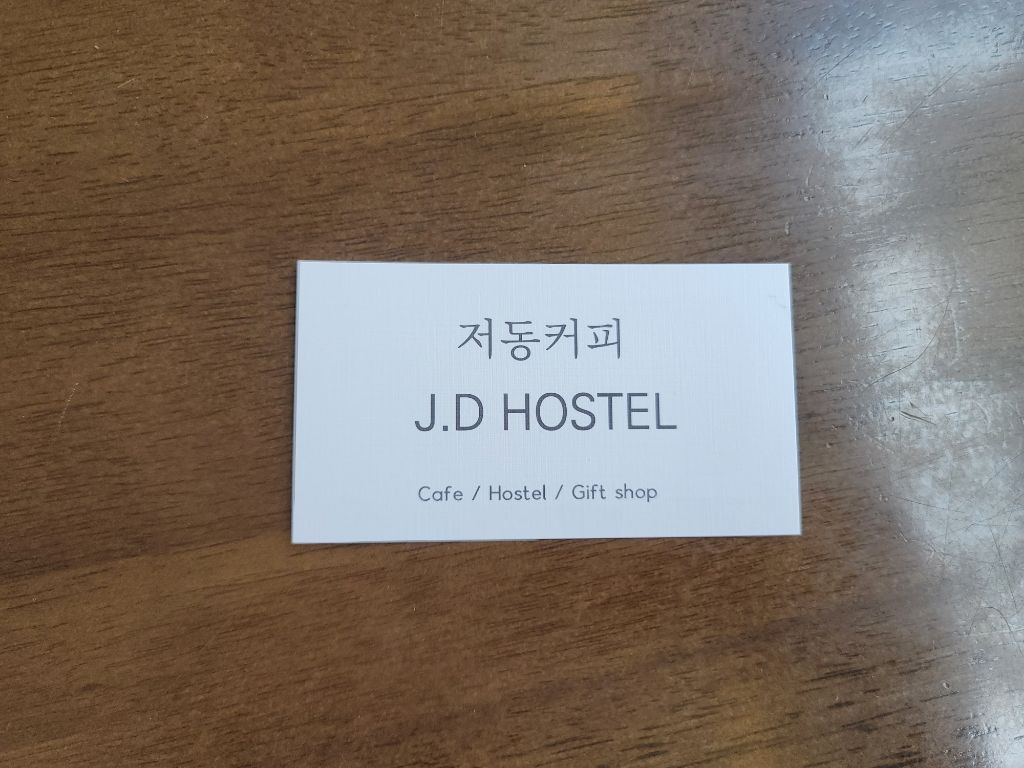 저동커피
J.D HOSTEL
Cafe / Hostel / Gift shop